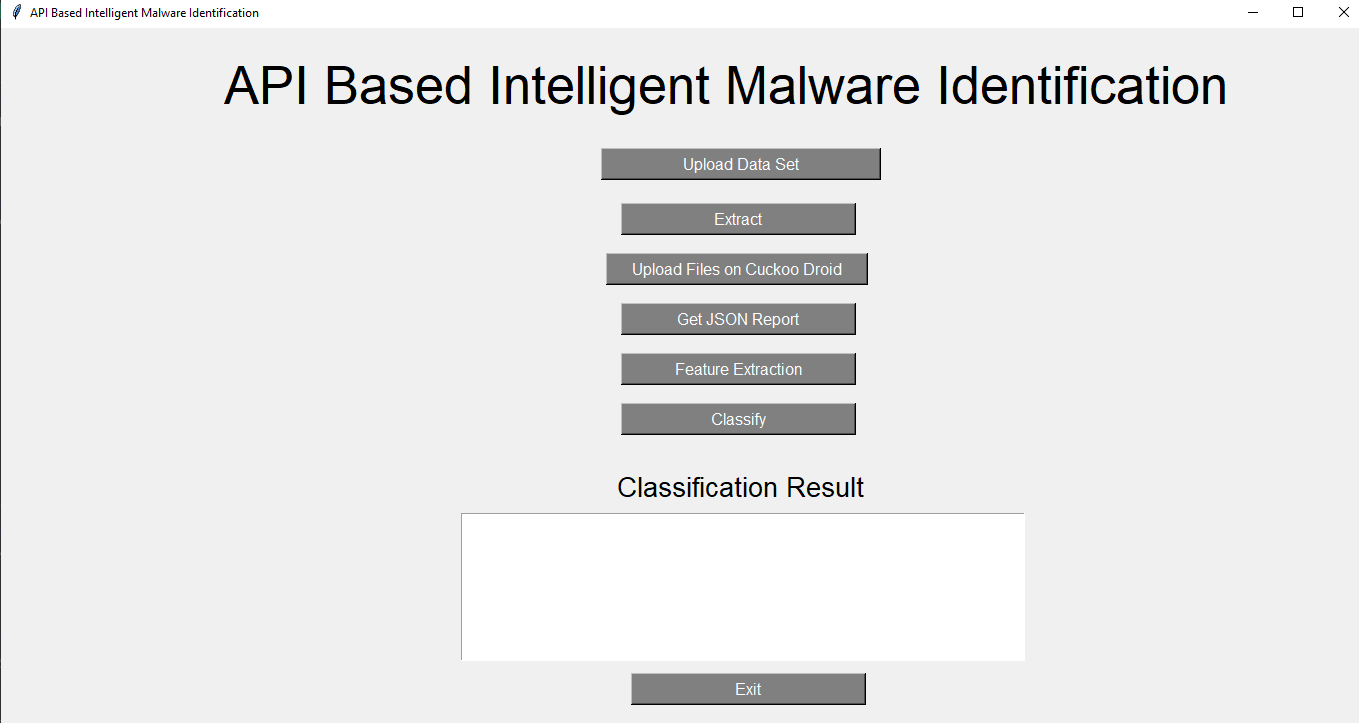 API Based Intelligent Malware Identification
API Based Intelligent Malware Identification
Upload Data Set
Extract
Upload Files on Cuckoo Droid
Get JSON Report
Feature Extraction
Classify
Classification Result
Exit